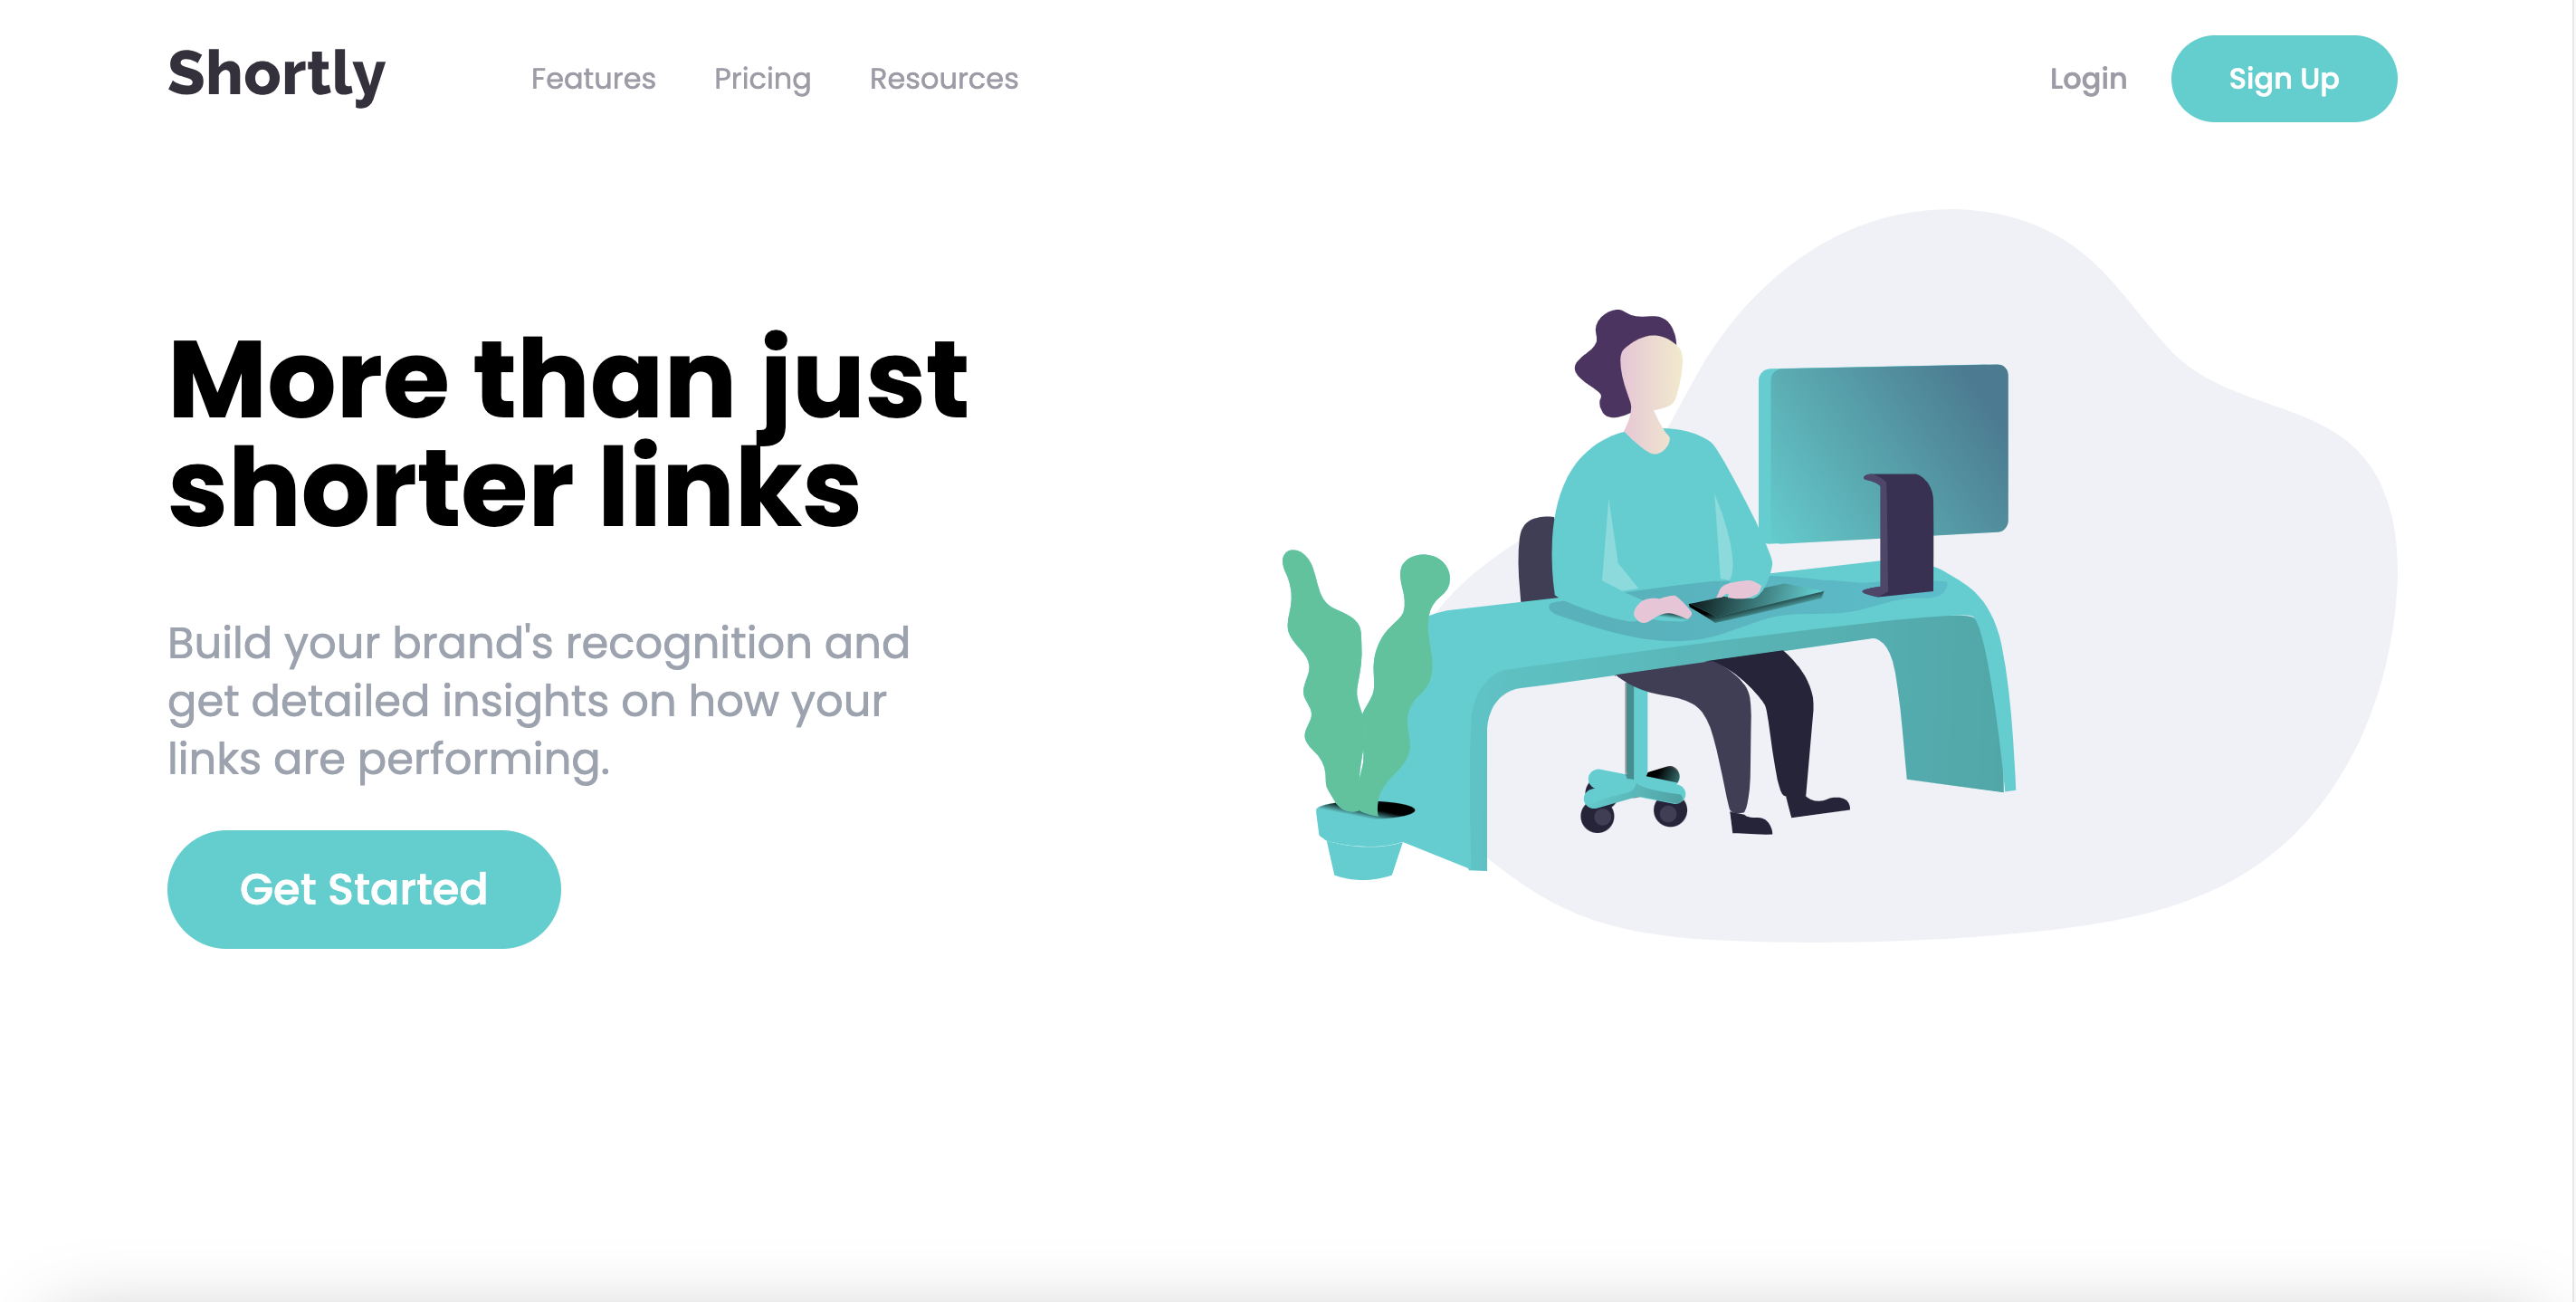 Shortly
Features Pricing Resources
Login Sign Up
More than just
shorter links
Build your brand's recognition and
get detailed insights on how your
links are performing.
Get Started